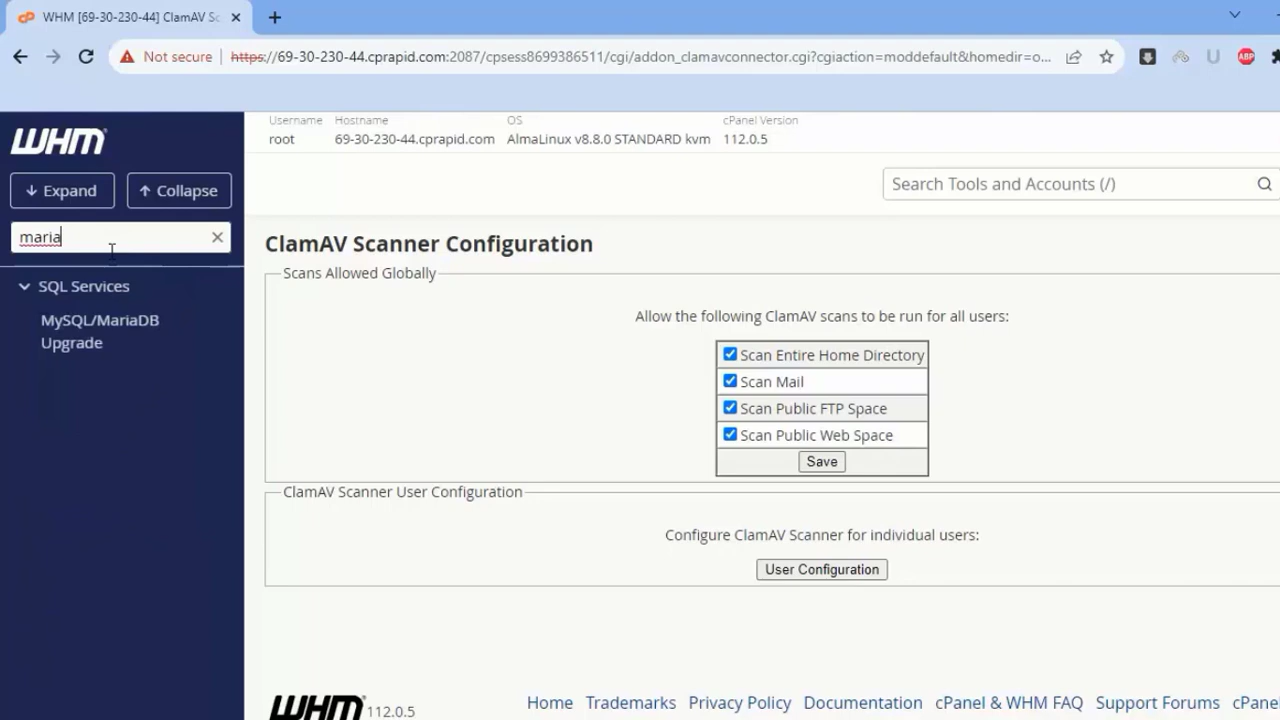 WHM [69-30-230-44] ClamAV Sc
Not secure
https://69-30-230-44.cprapid.com:2087/cpsess8699386511/cgi/addon_clamavconnector.cgi?cgiaction=moddefault&homedir=o...
U
ABP
WHM
Expand
Collapse
maria
SQL Services
MySQL/MariaDB
Upgrade
Username Hostname OS cPanel Version
root 69-30-230-44.cprapid.com AlmaLinux v8.8.0 STANDARD kvm 112.0.5
Search Tools and Accounts (/)
ClamAV Scanner Configuration
Scans Allowed Globally
Allow the following ClamAV scans to be run for all users:
Scan Entire Home Directory
Scan Mail
Scan Public FTP Space
Scan Public Web Space
Save
ClamAV Scanner User Configuration
Configure ClamAV Scanner for individual users:
User Configuration
WHM 112.0.5
Home Trademarks Privacy Policy Documentation cPanel & WHM FAQ Support Forums cPane